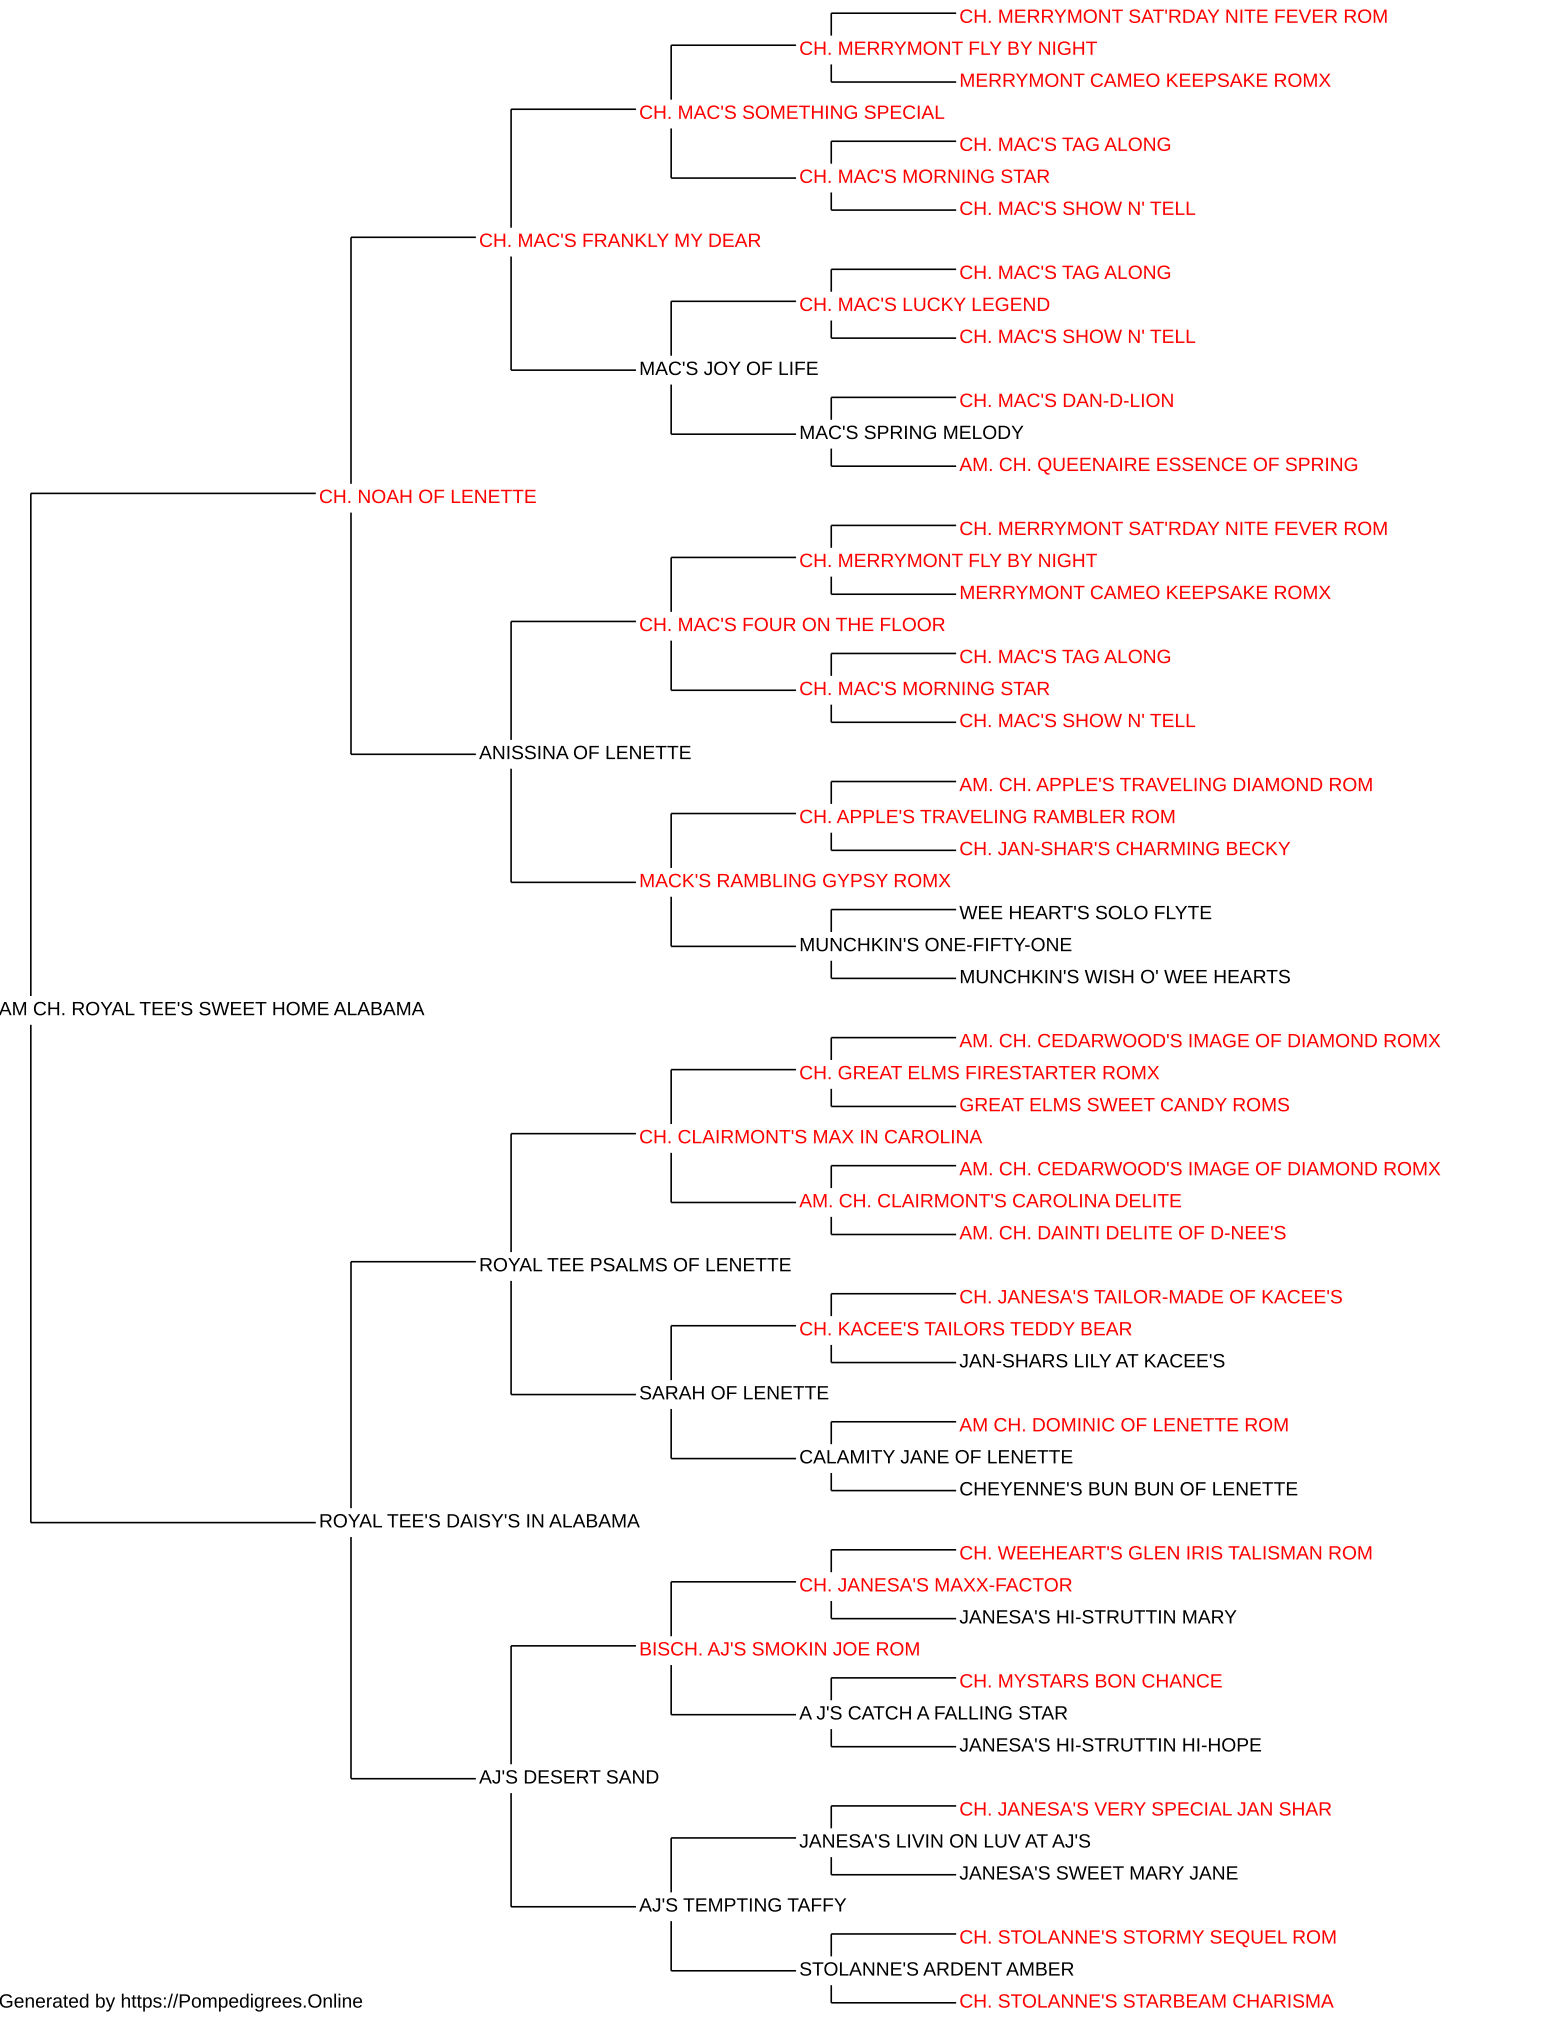 CH. MERRYMONT SAT'RDAY NITE FEVER ROM
CH. MERRYMONT FLY BY NIGHT
MERRYMONT CAMEO KEEPSAKE ROMX
CH. MAC'S SOMETHING SPECIAL
CH. MAC'S TAG ALONG
CH. MAC'S MORNING STAR
CH. MAC'S SHOW N' TELL
CH. MAC'S FRANKLY MY DEAR
CH. MAC'S TAG ALONG
CH. MAC'S LUCKY LEGEND
CH. MAC'S SHOW N' TELL
MAC'S JOY OF LIFE
CH. MAC'S DAN-D-LION
MAC'S SPRING MELODY
AM. CH. QUEENAIRE ESSENCE OF SPRING
CH. NOAH OF LENETTE
CH. MERRYMONT SAT'RDAY NITE FEVER ROM
CH. MERRYMONT FLY BY NIGHT
MERRYMONT CAMEO KEEPSAKE ROMX
CH. MAC'S FOUR ON THE FLOOR
CH. MAC'S TAG ALONG
CH. MAC'S MORNING STAR
CH. MAC'S SHOW N' TELL
ANISSINA OF LENETTE
AM. CH. APPLE'S TRAVELING DIAMOND ROM
CH. APPLE'S TRAVELING RAMBLER ROM
CH. JAN-SHAR'S CHARMING BECKY
MACK'S RAMBLING GYPSY ROMX
WEE HEART'S SOLO FLYTE
MUNCHKIN'S ONE-FIFTY-ONE
MUNCHKIN'S WISH O' WEE HEARTS
AM CH. ROYAL TEE'S SWEET HOME ALABAMA
AM. CH. CEDARWOOD'S IMAGE OF DIAMOND ROMX
CH. GREAT ELMS FIRESTARTER ROMX
GREAT ELMS SWEET CANDY ROMS
CH. CLAIRMONT'S MAX IN CAROLINA
AM. CH. CEDARWOOD'S IMAGE OF DIAMOND ROMX
AM. CH. CLAIRMONT'S CAROLINA DELITE
AM. CH. DAINTI DELITE OF D-NEE'S
ROYAL TEE PSALMS OF LENETTE
CH. JANESA'S TAILOR-MADE OF KACEE'S
CH. KACEE'S TAILORS TEDDY BEAR
JAN-SHARS LILY AT KACEE'S
SARAH OF LENETTE
AM CH. DOMINIC OF LENETTE ROM
CALAMITY JANE OF LENETTE
CHEYENNE'S BUN BUN OF LENETTE
ROYAL TEE'S DAISY'S IN ALABAMA
CH. WEEHEART'S GLEN IRIS TALISMAN ROM
CH. JANESA'S MAXX-FACTOR
JANESA'S HI-STRUTTIN MARY
BISCH. AJ'S SMOKIN JOE ROM
CH. MYSTARS BON CHANCE
A J'S CATCH A FALLING STAR
JANESA'S HI-STRUTTIN HI-HOPE
AJ'S DESERT SAND
CH. JANESA'S VERY SPECIAL JAN SHAR
JANESA'S LIVIN ON LUV AT AJ'S
JANESA'S SWEET MARY JANE
AJ'S TEMPTING TAFFY
CH. STOLANNE'S STORMY SEQUEL ROM
STOLANNE'S ARDENT AMBER
CH. STOLANNE'S STARBEAM CHARISMA
Generated by https://Pompedigrees.Online